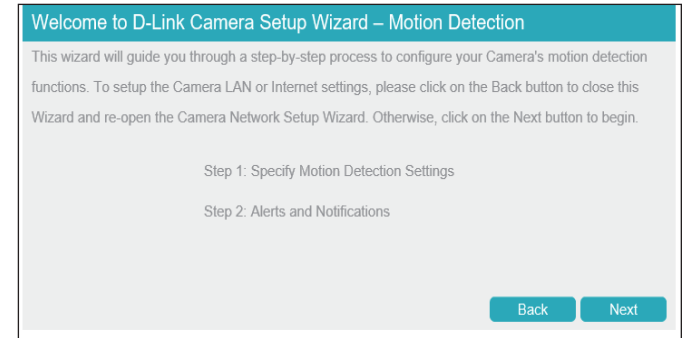 Welcome to D-Link Camera Setup Wizard – Motion Detection
This wizard will guide you through a step-by-step process to configure your Camera's motion detection
functions. To setup the Camera LAN or Internet settings, please click on the Back button to close this
Wizard and re-open the Camera Network Setup Wizard. Otherwise, click on the Next button to begin.
Step 1: Specify Motion Detection Settings
Step 2: Alerts and Notifications
Back Next